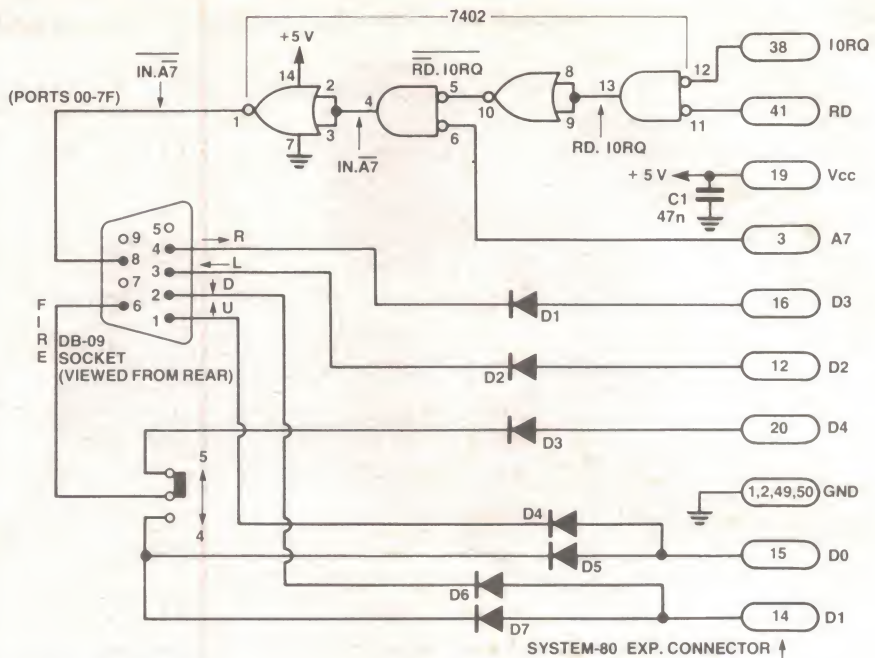 7402
IN.A7
+5 V
RD. IORQ
38 IORQ
14 2 4 5 8 13 12
(PORTS 00-7F)
1 3 6 10 9 11
41 RD
7
IN.A7
RD. IORQ
+ 5 V
19 Vcc
C1
47n
3 A7
9 5
8 4 R
7 3 L
6 2 D
1 U
FIRE
DB-09
SOCKET
(VIEWED FROM REAR)
D1
16 D3
D2
12 D2
D3
20 D4
5
4
1,2,49,50 GND
D4
D5
15 D0
D6
D7
14 D1
SYSTEM-80 EXP. CONNECTOR